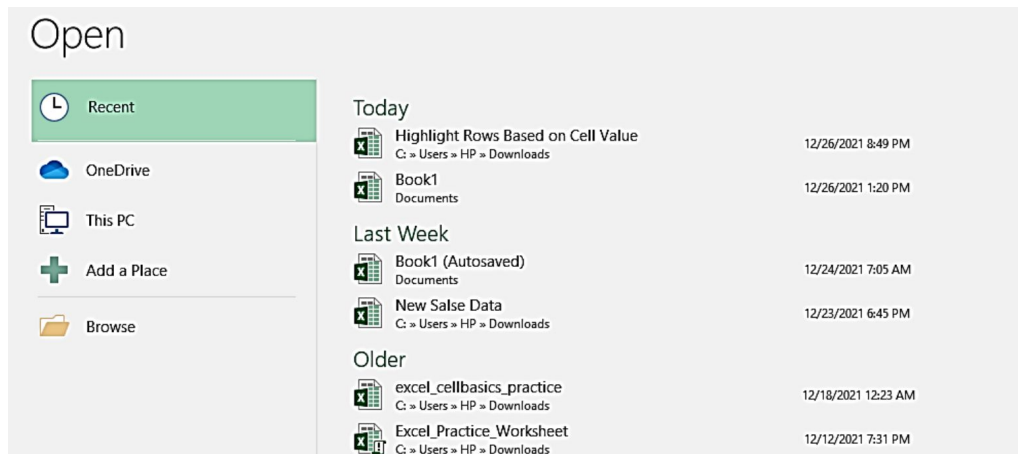 Open
Recent
OneDrive
This PC
Add a Place
Browse
Today
Highlight Rows Based on Cell Value
C: » Users » HP » Downloads
12/26/2021 8:49 PM
Book1
Documents
12/26/2021 1:20 PM
Last Week
Book1 (Autosaved)
Documents
12/24/2021 7:05 AM
New Salse Data
C: » Users » HP » Downloads
12/23/2021 6:45 PM
Older
excel_cellbasics_practice
C: » Users » HP » Downloads
12/18/2021 12:23 AM
Excel_Practice_Worksheet
C: » Users » HP » Downloads
12/12/2021 7:31 PM